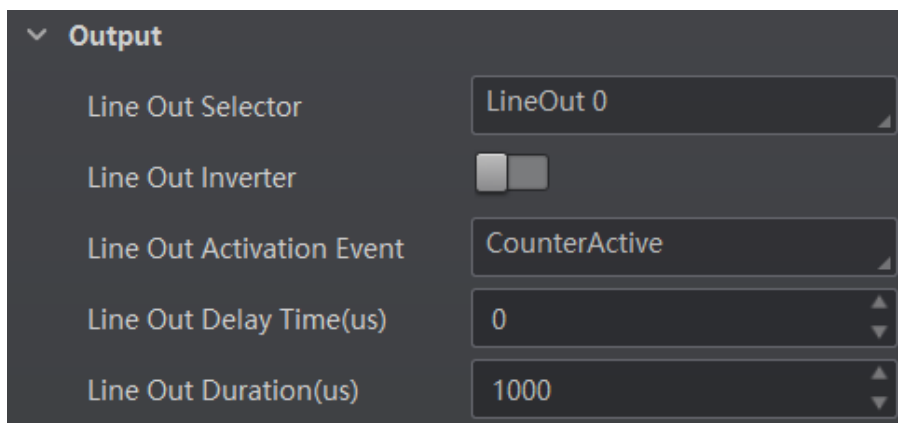 Output
Line Out Selector LineOut 0
Line Out Inverter
Line Out Activation Event CounterActive
Line Out Delay Time(us) 0
Line Out Duration(us) 1000